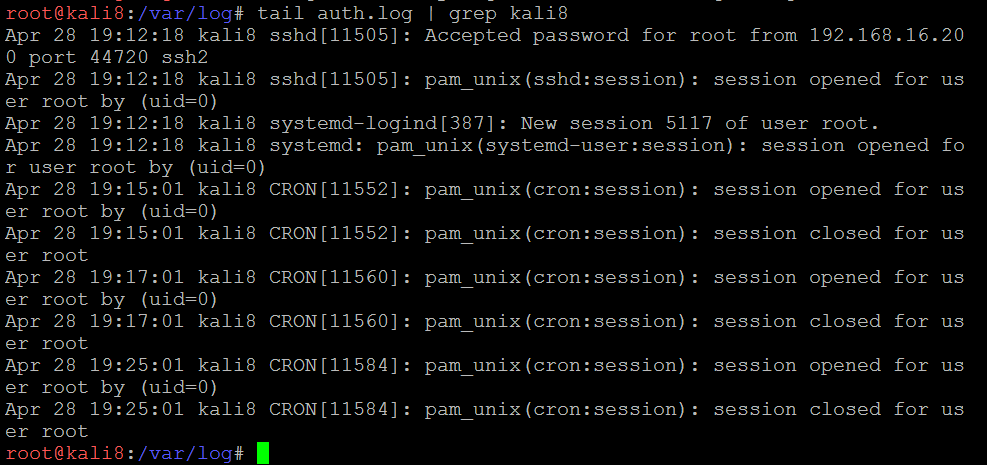 root@kali8:/var/log# tail auth.log | grep kali8
Apr 28 19:12:18 kali8 sshd[11505]: Accepted password for root from 192.168.16.20
0 port 44720 ssh2
Apr 28 19:12:18 kali8 sshd[11505]: pam_unix(sshd:session): session opened for us
er root by (uid=0)
Apr 28 19:12:18 kali8 systemd-logind[387]: New session 5117 of user root.
Apr 28 19:12:18 kali8 systemd: pam_unix(systemd-user:session): session opened fo
r user root by (uid=0)
Apr 28 19:15:01 kali8 CRON[11552]: pam_unix(cron:session): session opened for us
er root by (uid=0)
Apr 28 19:15:01 kali8 CRON[11552]: pam_unix(cron:session): session closed for us
er root
Apr 28 19:17:01 kali8 CRON[11560]: pam_unix(cron:session): session opened for us
er root by (uid=0)
Apr 28 19:17:01 kali8 CRON[11560]: pam_unix(cron:session): session closed for us
er root
Apr 28 19:25:01 kali8 CRON[11584]: pam_unix(cron:session): session opened for us
er root by (uid=0)
Apr 28 19:25:01 kali8 CRON[11584]: pam_unix(cron:session): session closed for us
er root
root@kali8:/var/log#